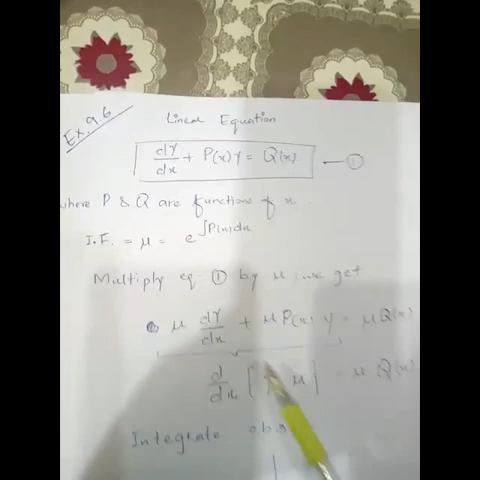 Ex. 9.6
Linear Equation
dy/dx + P(x)y = Q(x) — ①
where P & Q are functions of x.
I.F. = μ = e^∫P(x)dx
Multiply eq. ① by μ, we get
μ dy/dx + μ P(x) y = μ Q(x)
d/dx [ μ } = μ Q(x)
Integrate